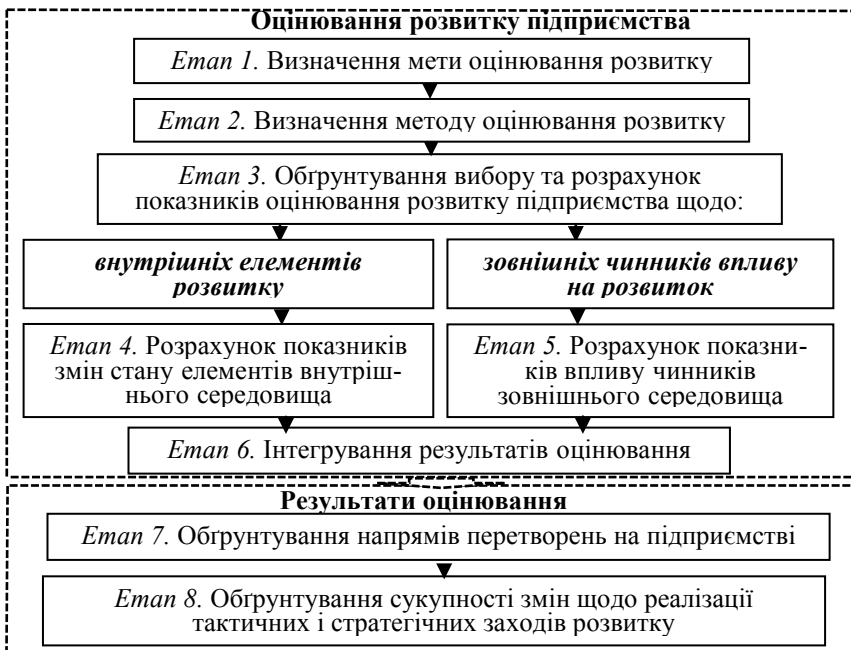 Оцінювання розвитку підприємства
Етап 1. Визначення мети оцінювання розвитку
Етап 2. Визначення методу оцінювання розвитку
Етап 3. Обґрунтування вибору та розрахунок
показників оцінювання розвитку підприємства щодо:
внутрішніх елементів
розвитку
зовнішніх чинників впливу
на розвиток
Етап 4. Розрахунок показників
змін стану елементів внутріш-
нього середовища
Етап 5. Розрахунок показни-
ків впливу чинників
зовнішнього середовища
Етап 6. Інтегрування результатів оцінювання
Результати оцінювання
Етап 7. Обґрунтування напрямів перетворень на підприємстві
Етап 8. Обґрунтування сукупності змін щодо реалізації
тактичних і стратегічних заходів розвитку